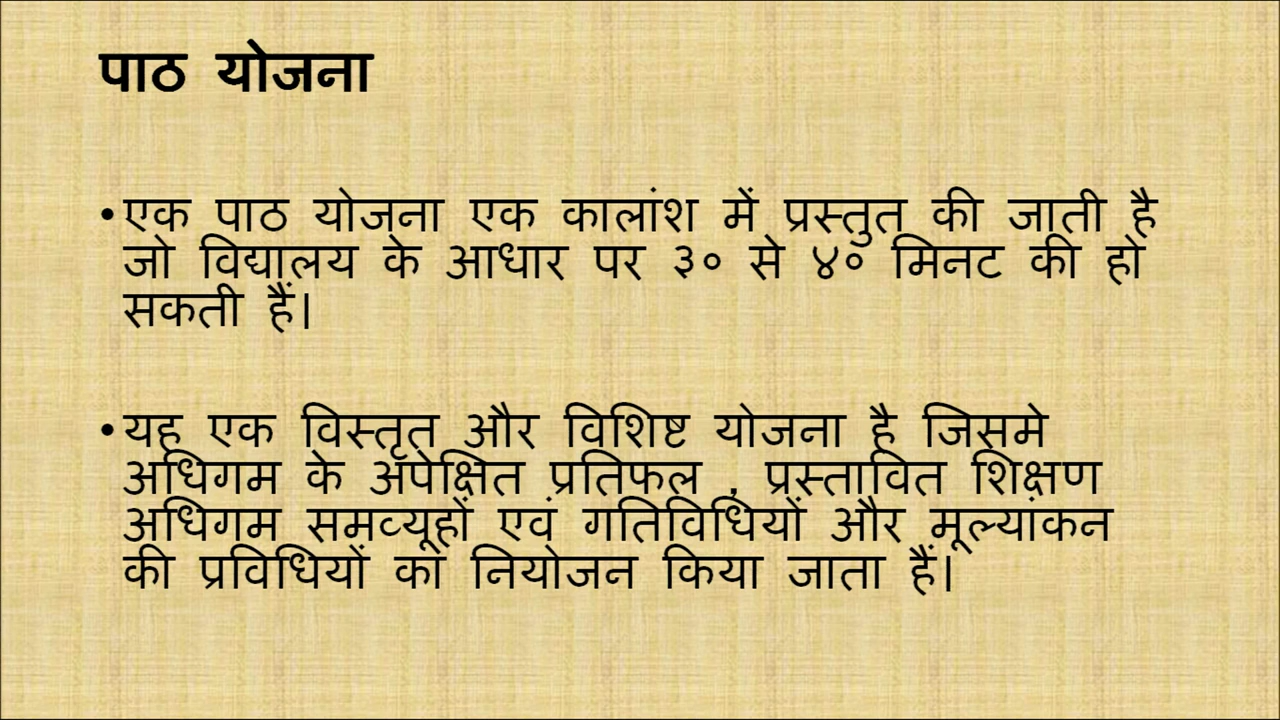 पाठ योजना
•एक पाठ योजना एक कालांश में प्रस्तुत की जाती है
जो विद्यालय के आधार पर ३० से ४० मिनट की हो
सकती हैं।
•यह एक विस्तृत और विशिष्ट योजना है जिसमे
अधिगम के अपेक्षित प्रतिफल , प्रस्तावित शिक्षण
अधिगम समव्यूहों एवं गतिविधियों और मूल्यांकन
की प्रविधियों को नियोजन किया जाता हैं।